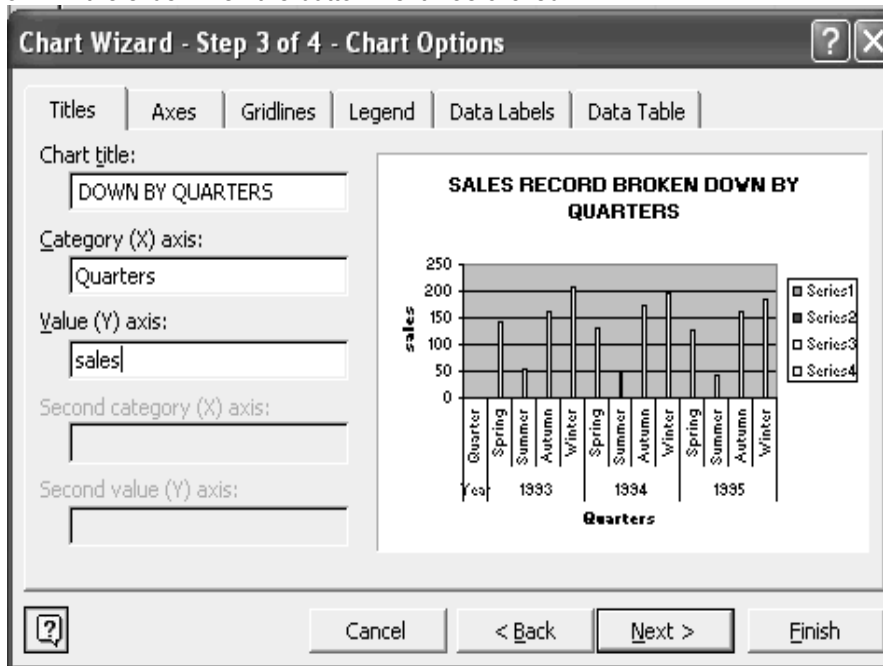 Chart Wizard - Step 3 of 4 - Chart Options
Titles Axes Gridlines Legend Data Labels Data Table
Chart title:
DOWN BY QUARTERS
Category (X) axis:
Quarters
Value (Y) axis:
sales
Second category (X) axis:
Second value (Y) axis:
SALES RECORD BROKEN DOWN BY
QUARTERS
250
200
150
100
50
0
sales
Quarter Spring Summer Autumn Winter Spring Summer Autumn Winter Spring Summer Autumn Winter
Year 1993 1994 1995
Quarters
Series1
Series2
Series3
Series4
Cancel < Back Next > Finish